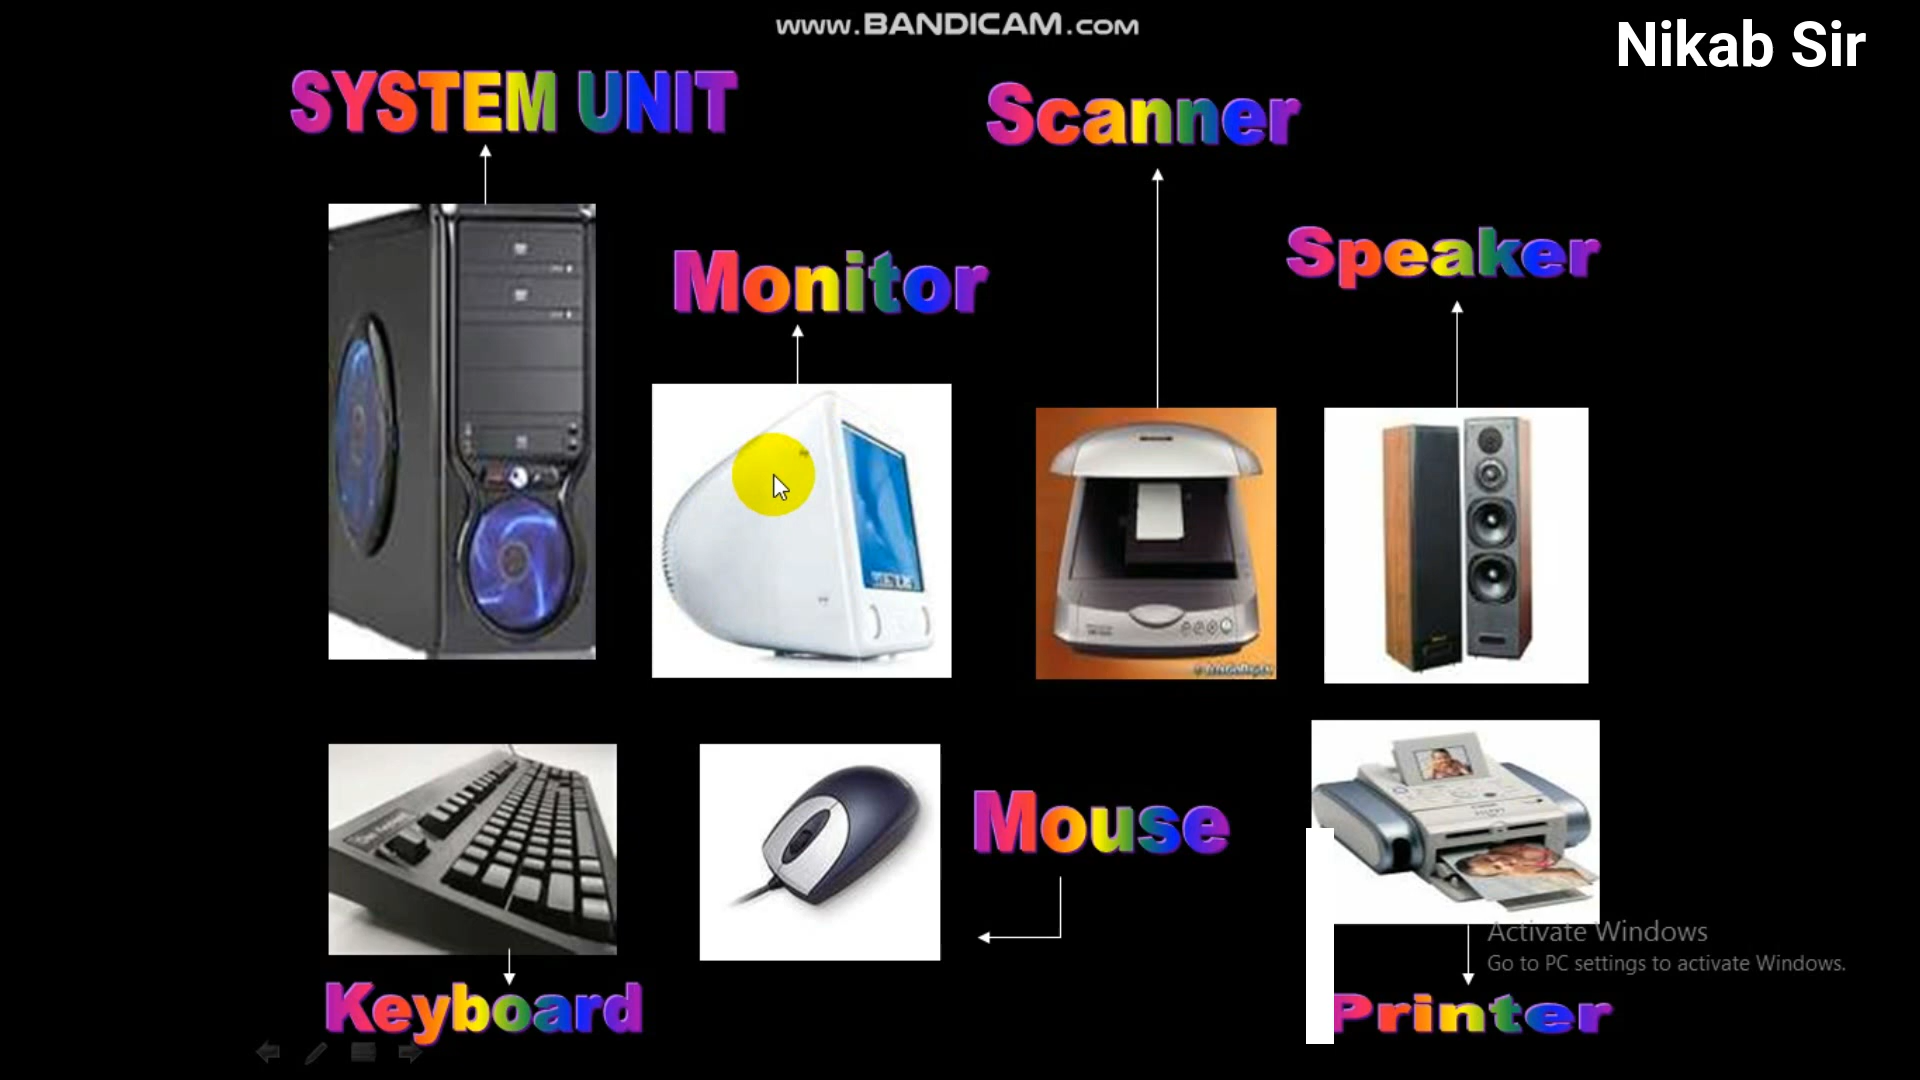 www.BANDICAM.com
Nikab Sir
SYSTEM UNIT
Scanner
Speaker
Monitor
Mouse
Activate Windows
Go to PC settings to activate Windows.
Keyboard
Printer